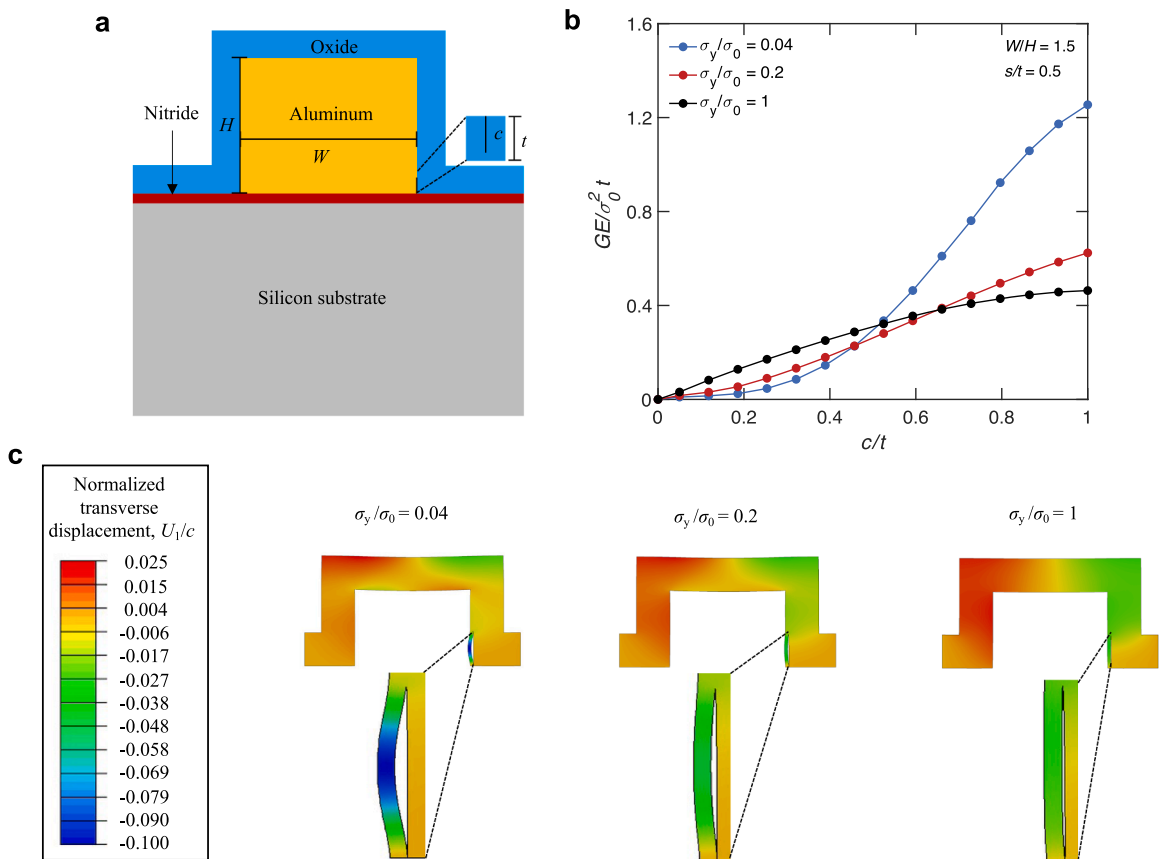 a
Oxide
Nitride
Aluminum
H
W
c
t
Silicon substrate
b
σy/σ0 = 0.04
σy/σ0 = 0.2
σy/σ0 = 1
W/H = 1.5
s/t = 0.5
GE/σ0^2 t
1.6
1.2
0.8
0.4
0
0 0.2 0.4 0.6 0.8 1
c/t
c
Normalized
transverse
displacement, U1/c
0.025
0.015
0.004
-0.006
-0.017
-0.027
-0.038
-0.048
-0.058
-0.069
-0.079
-0.090
-0.100
σy/σ0 = 0.04
σy/σ0 = 0.2
σy/σ0 = 1